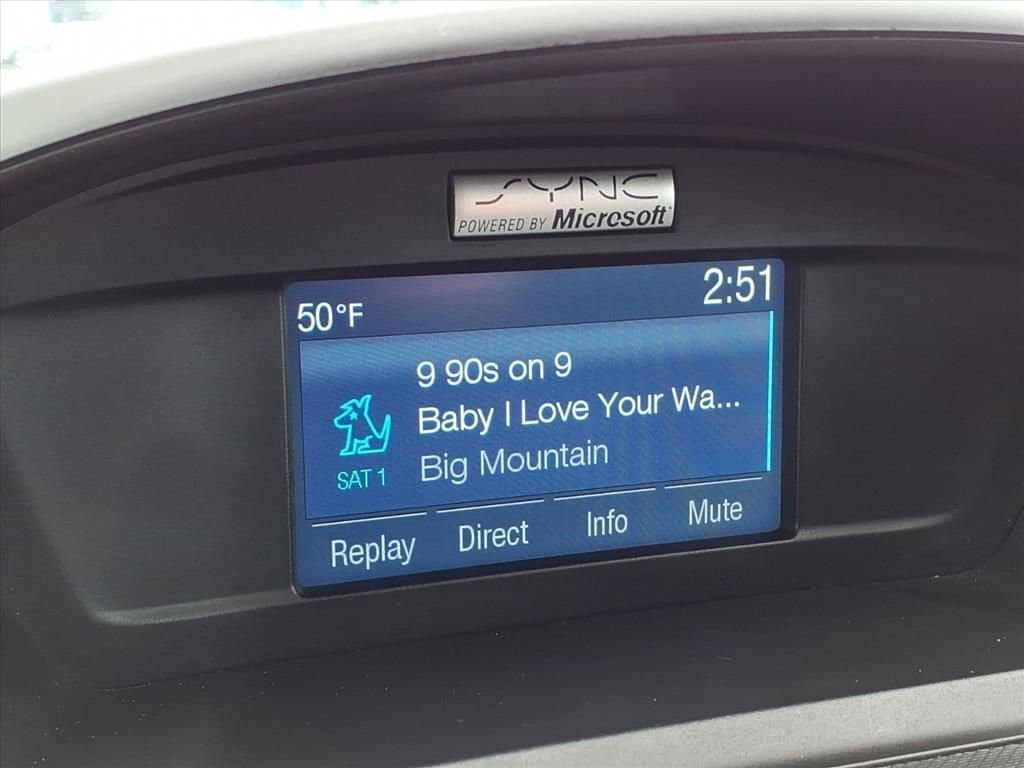 SYNC
POWERED BY Microsoft
50°F 2:51
9 90s on 9
Baby I Love Your Wa...
Big Mountain
SAT 1
Replay Direct Info Mute